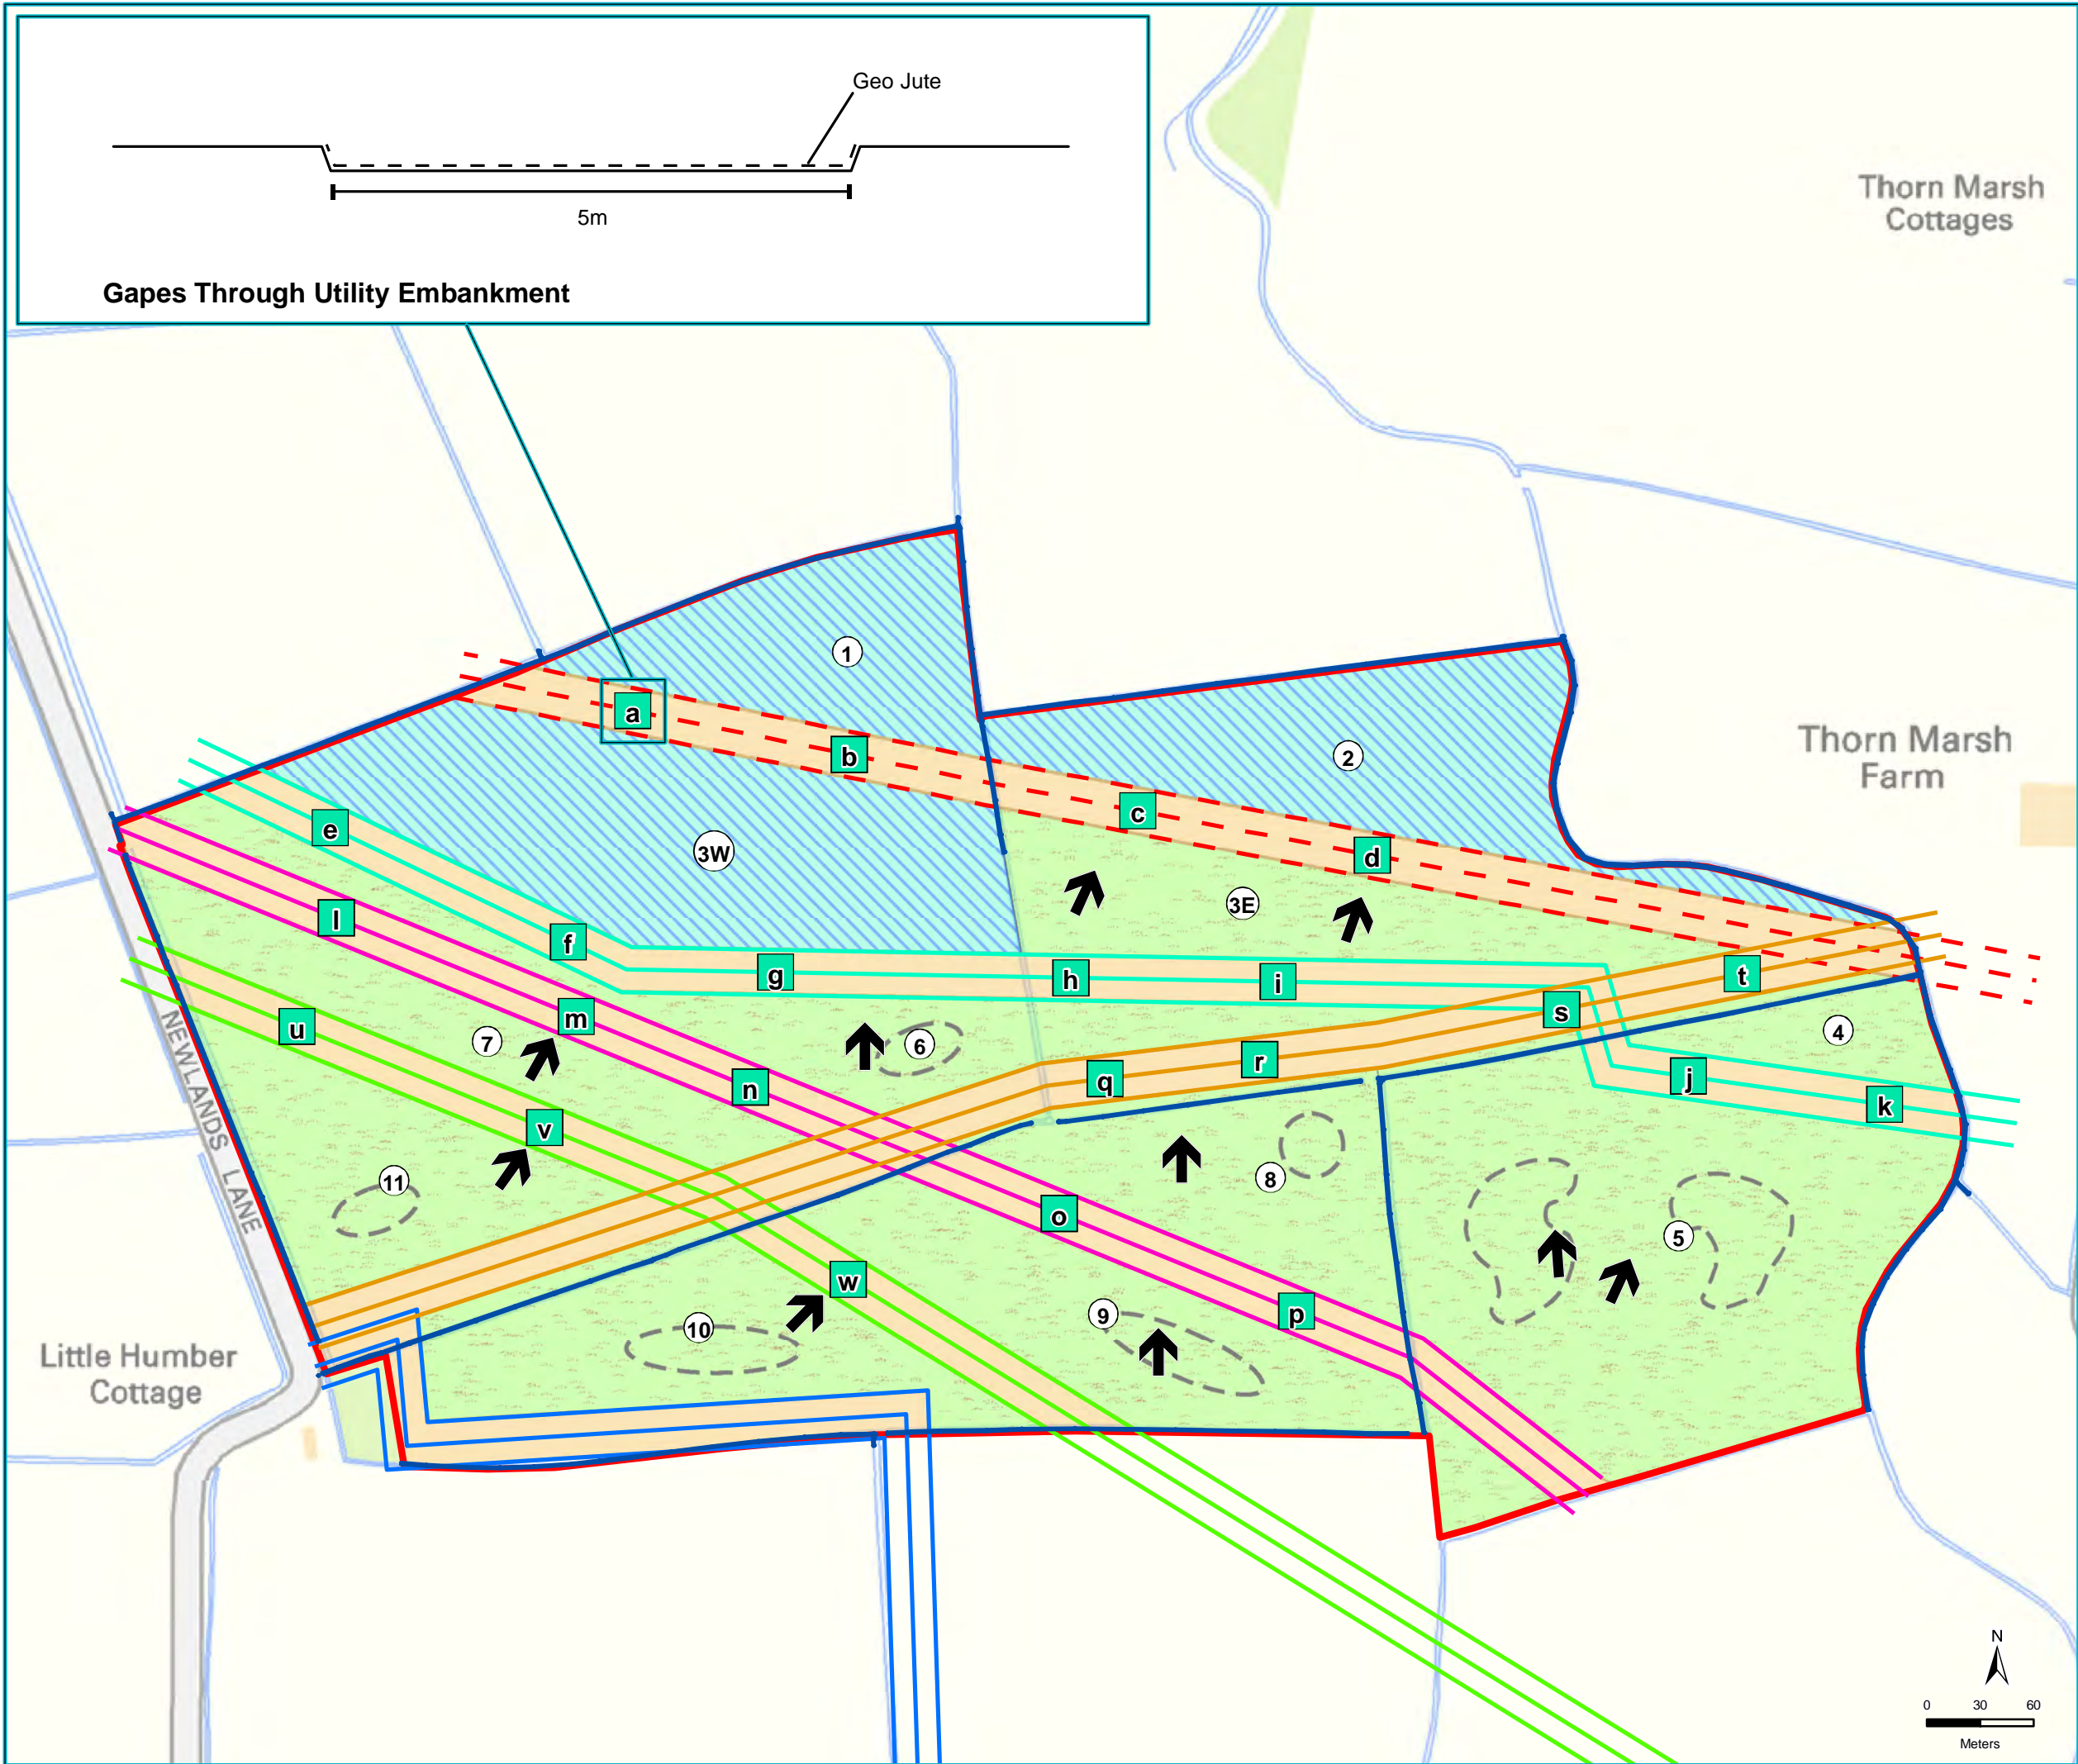 Geo Jute
5m
Gapes Through Utility Embankment
Thorn Marsh
Cottages
1
a
b
2
Thorn Marsh
Farm
c
e
3W
d
3E
l
f
g
h
i
t
s
4
u
7
m
6
r
q
j
k
n
NEWLANDS LANE
v
11
8
o
5
w
p
9
10
Little Humber
Cottage
N
0 30 60
Meters